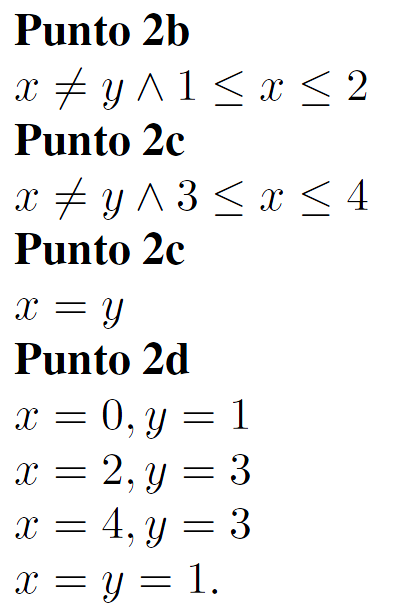 Punto 2b
x ≠ y ∧ 1 ≤ x ≤ 2
Punto 2c
x ≠ y ∧ 3 ≤ x ≤ 4
Punto 2c
x = y
Punto 2d
x = 0, y = 1
x = 2, y = 3
x = 4, y = 3
x = y = 1.